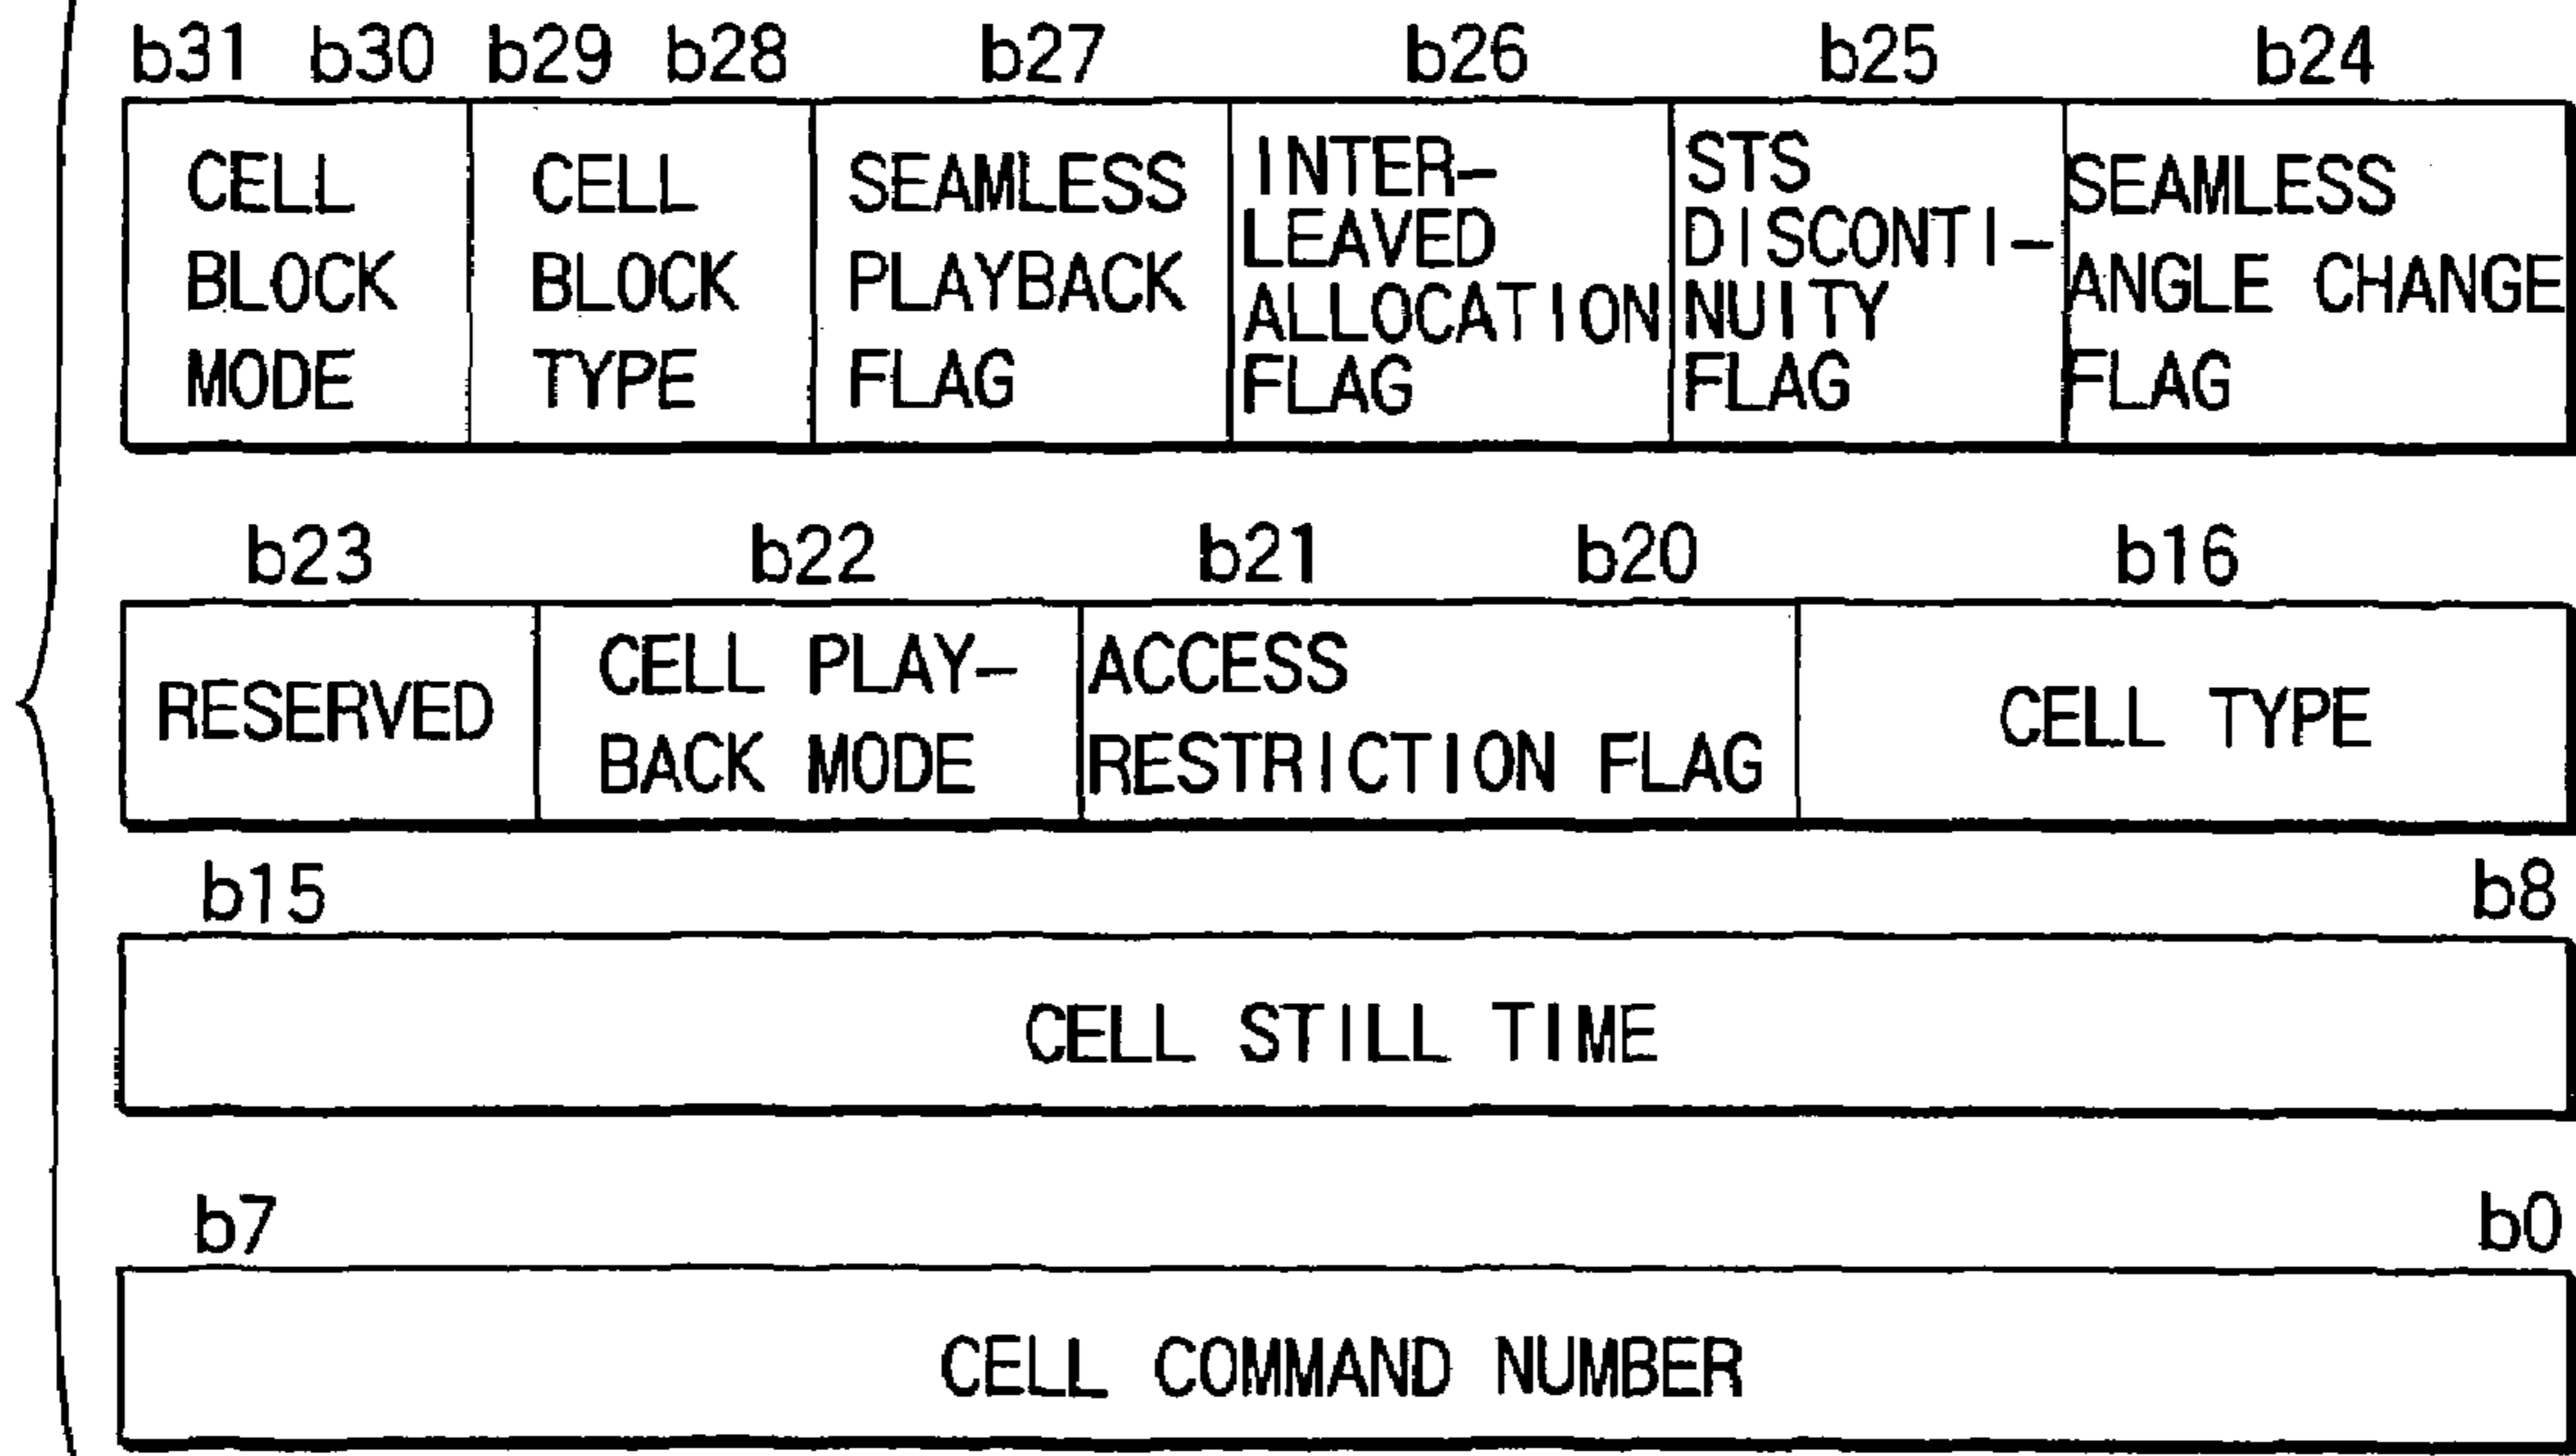 b31 b30 b29 b28 b27 b26 b25 b24
CELL
BLOCK
MODE
CELL
BLOCK
TYPE
SEAMLESS
PLAYBACK
FLAG
INTER-
LEAVED
ALLOCATION
FLAG
STS
DISCONTI-
NUITY
FLAG
SEAMLESS
ANGLE CHANGE
FLAG
b23 b22 b21 b20 b16
RESERVED
CELL PLAY-
BACK MODE
ACCESS
RESTRICTION FLAG
CELL TYPE
b15 b8
CELL STILL TIME
b7 b0
CELL COMMAND NUMBER